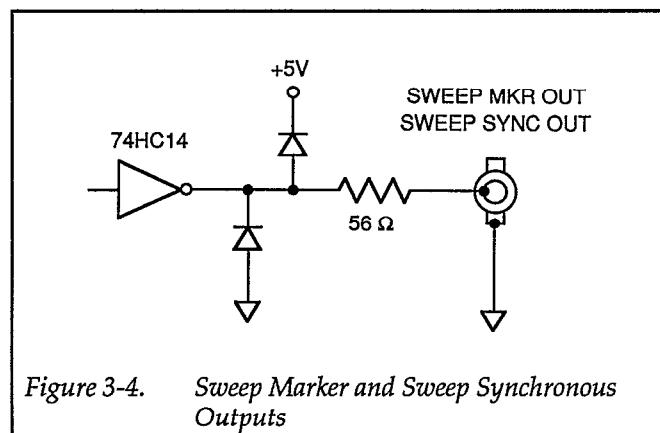 +5V
SWEEP MKR OUT
SWEEP SYNC OUT
74HC14
56 Ω
Figure 3-4. Sweep Marker and Sweep Synchronous
Outputs